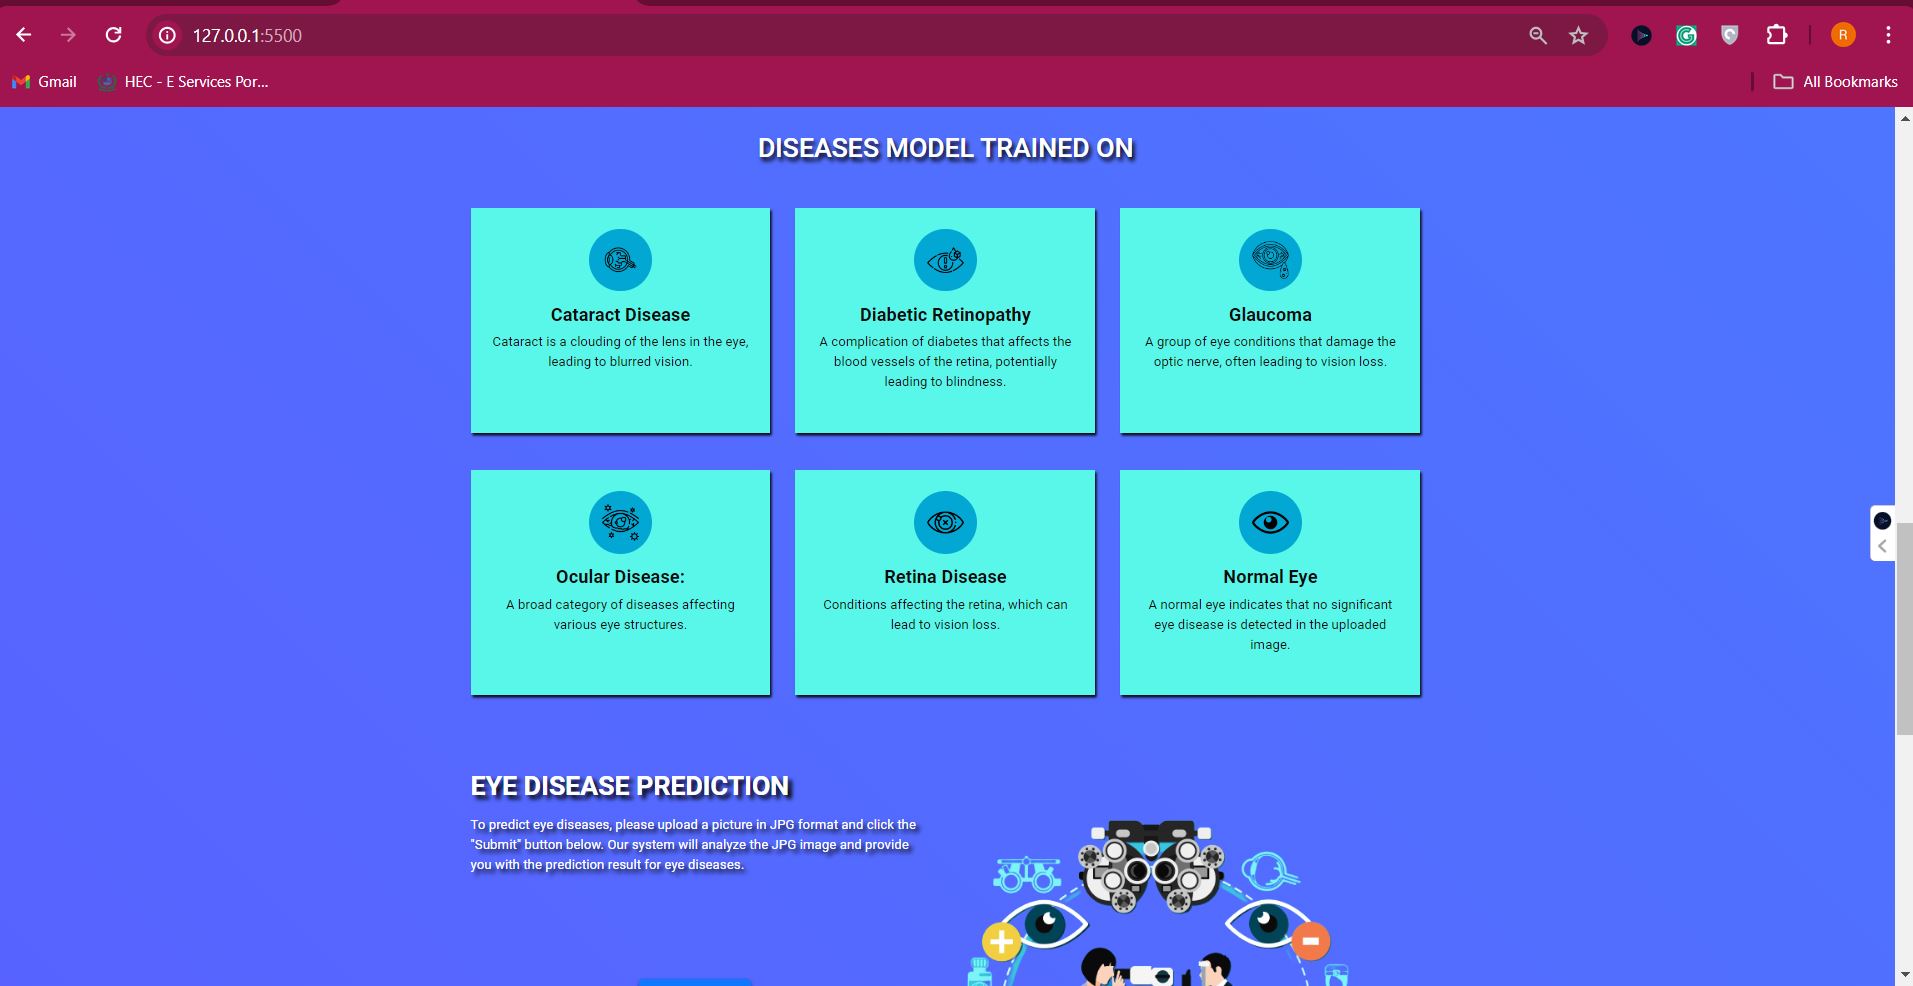 127.0.0.1:5500
R
Gmail
HEC - E Services Por...
All Bookmarks
DISEASES MODEL TRAINED ON
Cataract Disease
Cataract is a clouding of the lens in the eye,
leading to blurred vision.
Diabetic Retinopathy
A complication of diabetes that affects the
blood vessels of the retina, potentially
leading to blindness.
Glaucoma
A group of eye conditions that damage the
optic nerve, often leading to vision loss.
Ocular Disease:
A broad category of diseases affecting
various eye structures.
Retina Disease
Conditions affecting the retina, which can
lead to vision loss.
Normal Eye
A normal eye indicates that no significant
eye disease is detected in the uploaded
image.
EYE DISEASE PREDICTION
To predict eye diseases, please upload a picture in JPG format and click the
"Submit" button below. Our system will analyze the JPG image and provide
you with the prediction result for eye diseases.